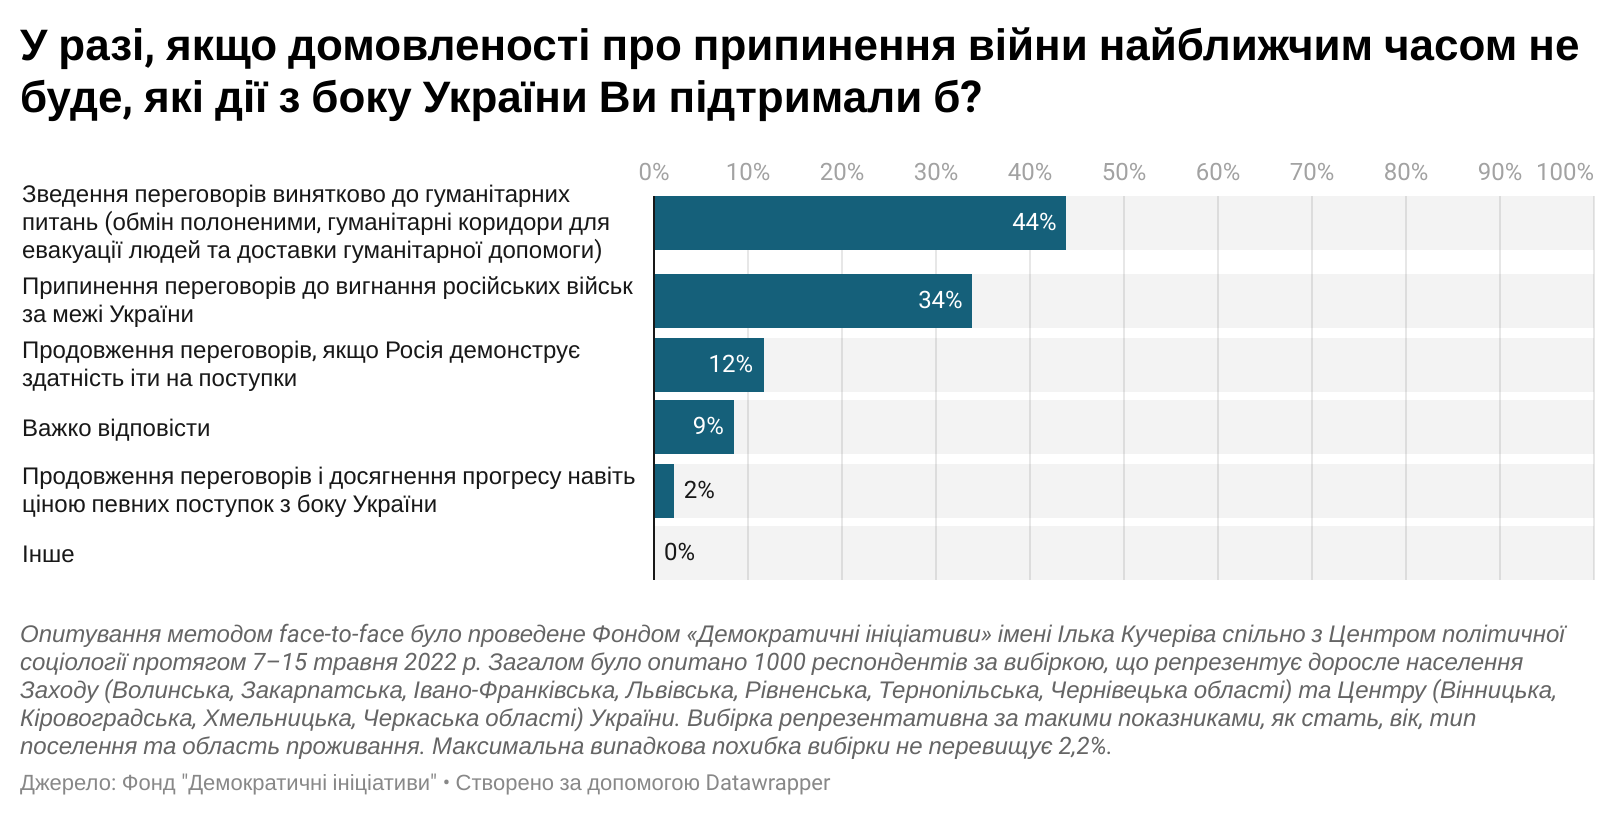 У разі, якщо домовленості про припинення війни найближчим часом не
буде, які дії з боку України Ви підтримали б?
0% 10% 20% 30% 40% 50% 60% 70% 80% 90% 100%
Зведення переговорів винятково до гуманітарних
питань (обмін полоненими, гуманітарні коридори для
евакуації людей та доставки гуманітарної допомоги)
44%
Припинення переговорів до вигнання російських військ
за межі України
34%
Продовження переговорів, якщо Росія демонструє
здатність іти на поступки
12%
Важко відповісти
9%
Продовження переговорів і досягнення прогресу навіть
ціною певних поступок з боку України
2%
Інше
0%
Опитування методом face-to-face було проведене Фондом «Демократичні ініціативи» імені Ілька Кучеріва спільно з Центром політичної
соціології протягом 7–15 травня 2022 р. Загалом було опитано 1000 респондентів за вибіркою, що репрезентує доросле населення
Заходу (Волинська, Закарпатська, Івано-Франківська, Львівська, Рівненська, Тернопільська, Чернівецька області) та Центру (Вінницька,
Кіровоградська, Хмельницька, Черкаська області) України. Вибірка репрезентативна за такими показниками, як стать, вік, тип
поселення та область проживання. Максимальна випадкова похибка вибірки не перевищує 2,2%.
Джерело: Фонд "Демократичні ініціативи" • Створено за допомогою Datawrapper